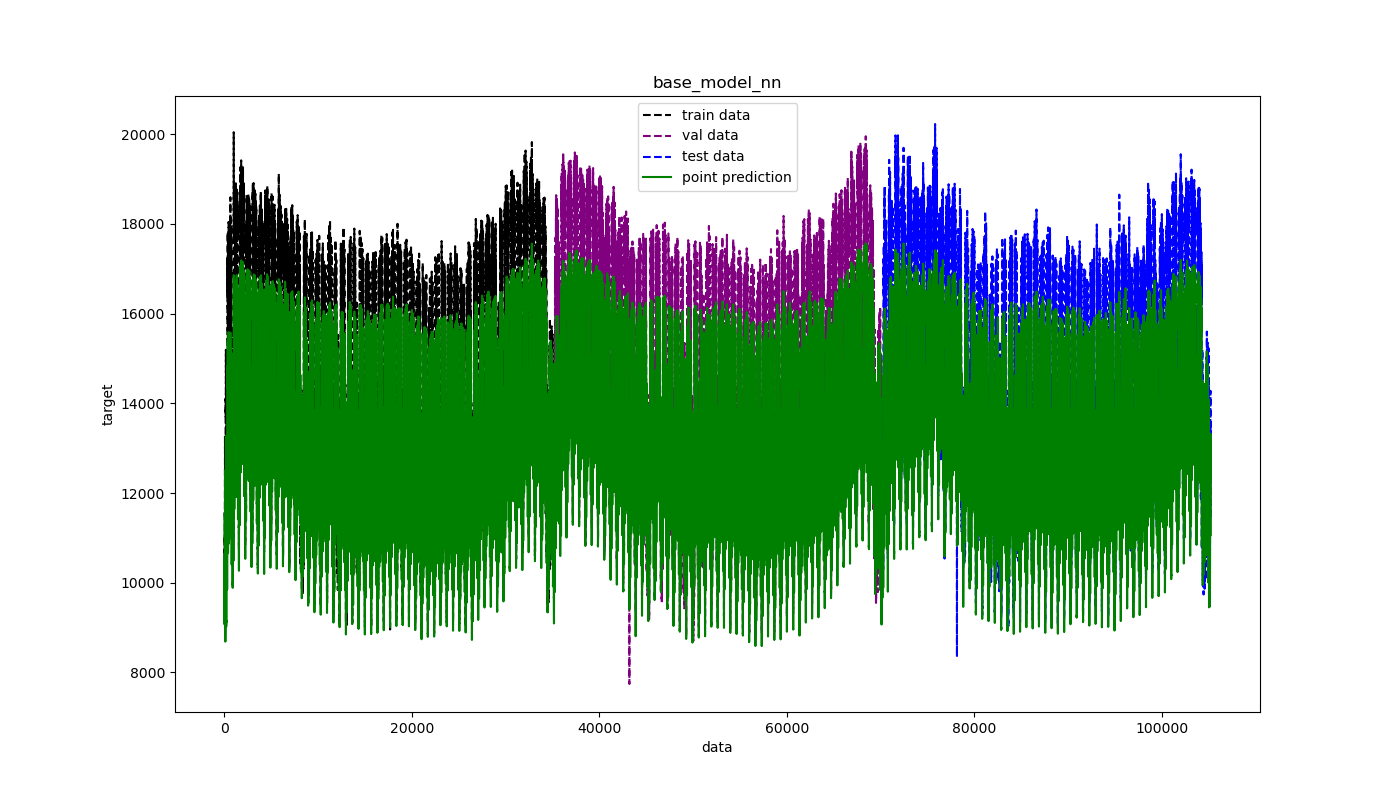 base_model_nn
train data
val data
test data
point prediction
20000
18000
16000
14000
12000
10000
8000
target
0
20000
40000
60000
80000
100000
data